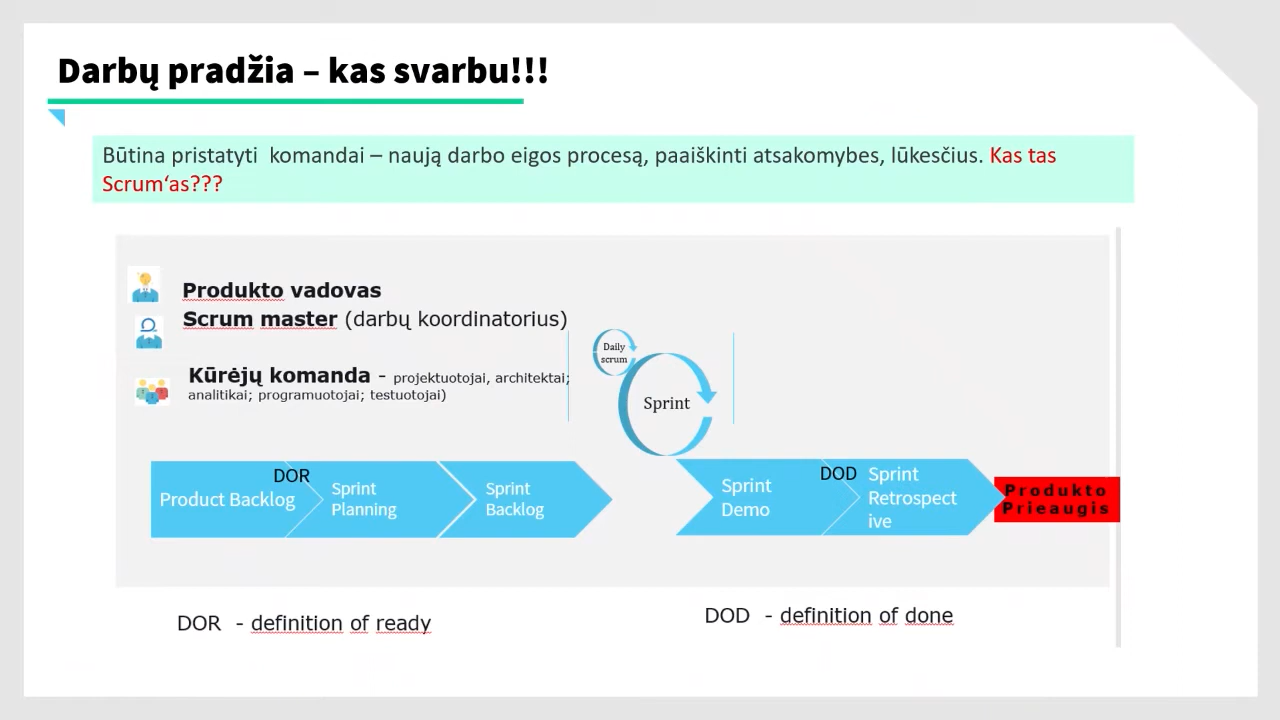 Darbų pradžia – kas svarbu!!!
Būtina pristatyti  komandai – naują darbo eigos procesą, paaiškinti atsakomybes, lūkesčius. Kas tas
Scrum‘as???
Produkto vadovas
Scrum master (darbų koordinatorius)
Kūrėjų komanda - projektuotojai, architektai;
analitikai; programuotojai; testuotojai)
Daily
scrum
Sprint
DOR
Product Backlog
Sprint
Planning
Sprint
Backlog
Sprint
Demo
DOD
Sprint
Retrospect
ive
Produkto
Prieaugis
DOR - definition of ready
DOD - definition of done